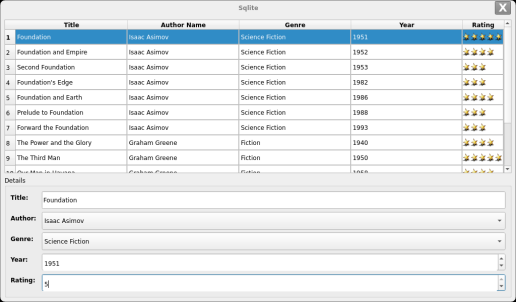 Sqlite
Title Author Name Genre Year Rating
1 Foundation Isaac Asimov Science Fiction 1951
2 Foundation and Empire Isaac Asimov Science Fiction 1952
3 Second Foundation Isaac Asimov Science Fiction 1953
4 Foundation's Edge Isaac Asimov Science Fiction 1982
5 Foundation and Earth Isaac Asimov Science Fiction 1986
6 Prelude to Foundation Isaac Asimov Science Fiction 1988
7 Forward the Foundation Isaac Asimov Science Fiction 1993
8 The Power and the Glory Graham Greene Fiction 1940
9 The Third Man Graham Greene Fiction 1950
10 Our Man in Havana Graham Greene Fiction 1958
Details
Title: Foundation
Author: Isaac Asimov
Genre: Science Fiction
Year: 1951
Rating: 5